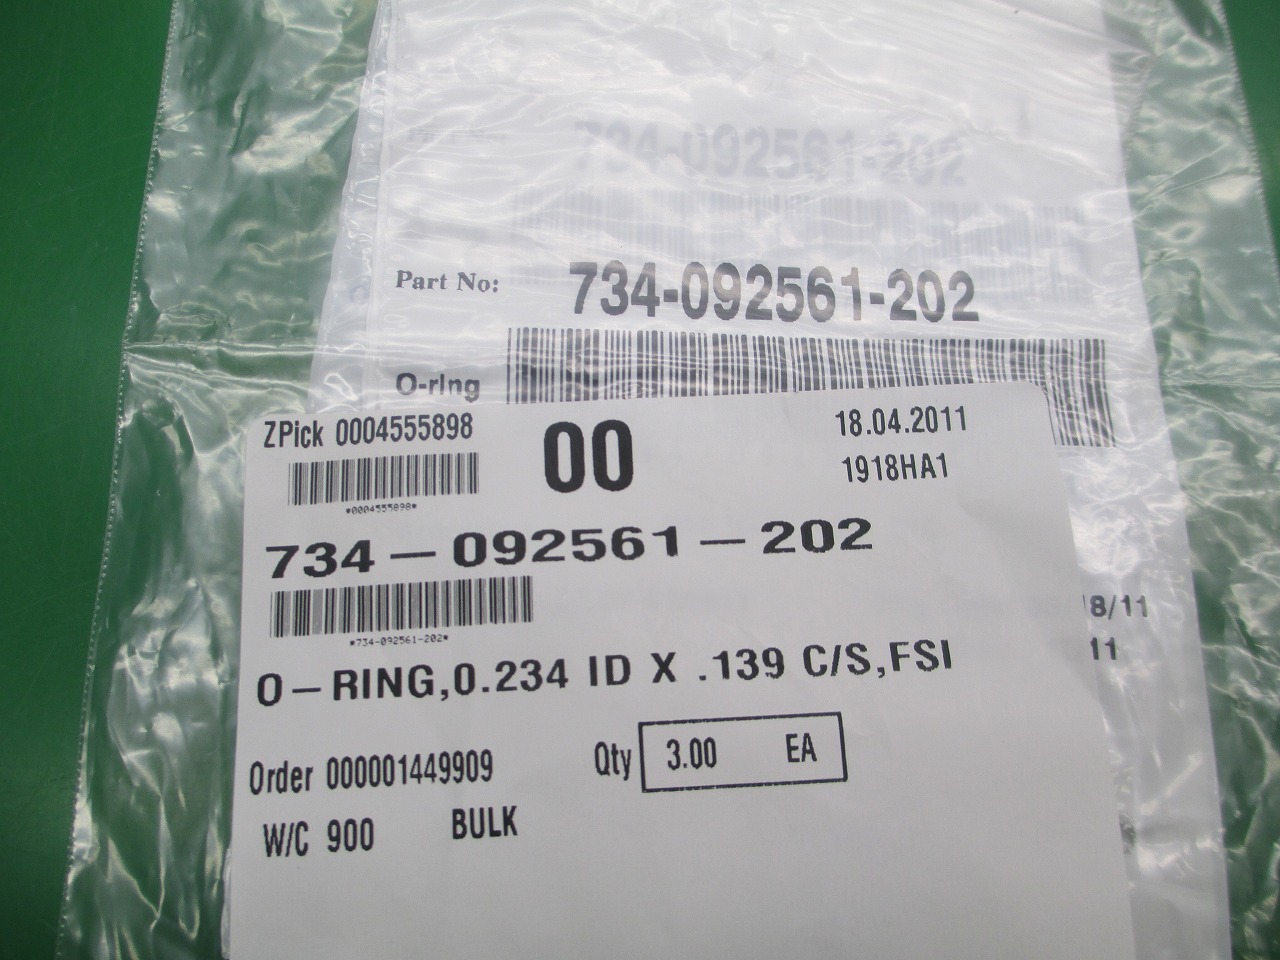 734-092561-202
Part No: 734-092561-202
O-ring
ZPick 0004555898 00 18.04.2011
*0004555898* 1918HA1
734-092561-202
*734-092561-202*
O-RING,0.234 ID X .139 C/S,FSI
8/11
11
Order 000001449909 Qty 3.00 EA
W/C 900 BULK